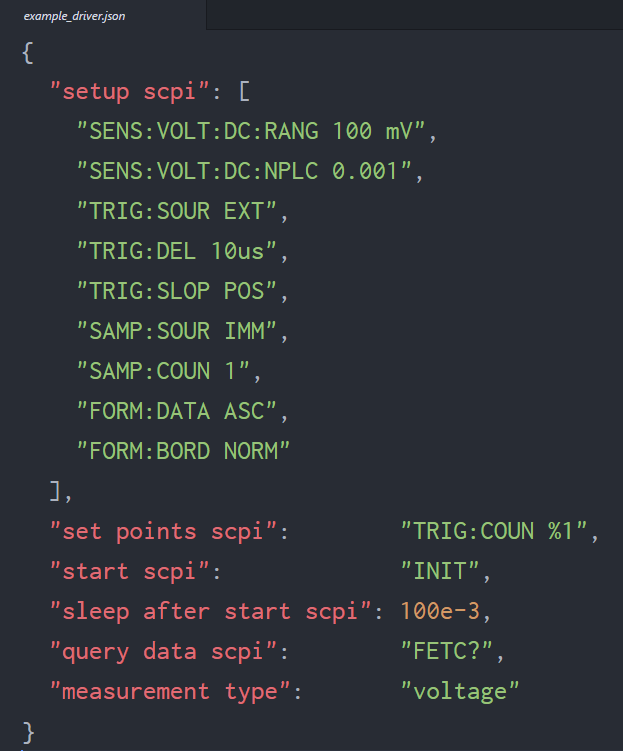 example_driver.json
{
  "setup scpi": [
    "SENS:VOLT:DC:RANG 100 mV",
    "SENS:VOLT:DC:NPLC 0.001",
    "TRIG:SOUR EXT",
    "TRIG:DEL 10us",
    "TRIG:SLOP POS",
    "SAMP:SOUR IMM",
    "SAMP:COUN 1",
    "FORM:DATA ASC",
    "FORM:BORD NORM"
  ],
  "set points scpi":        "TRIG:COUN %1",
  "start scpi":             "INIT",
  "sleep after start scpi": 100e-3,
  "query data scpi":        "FETC?",
  "measurement type":       "voltage"
}